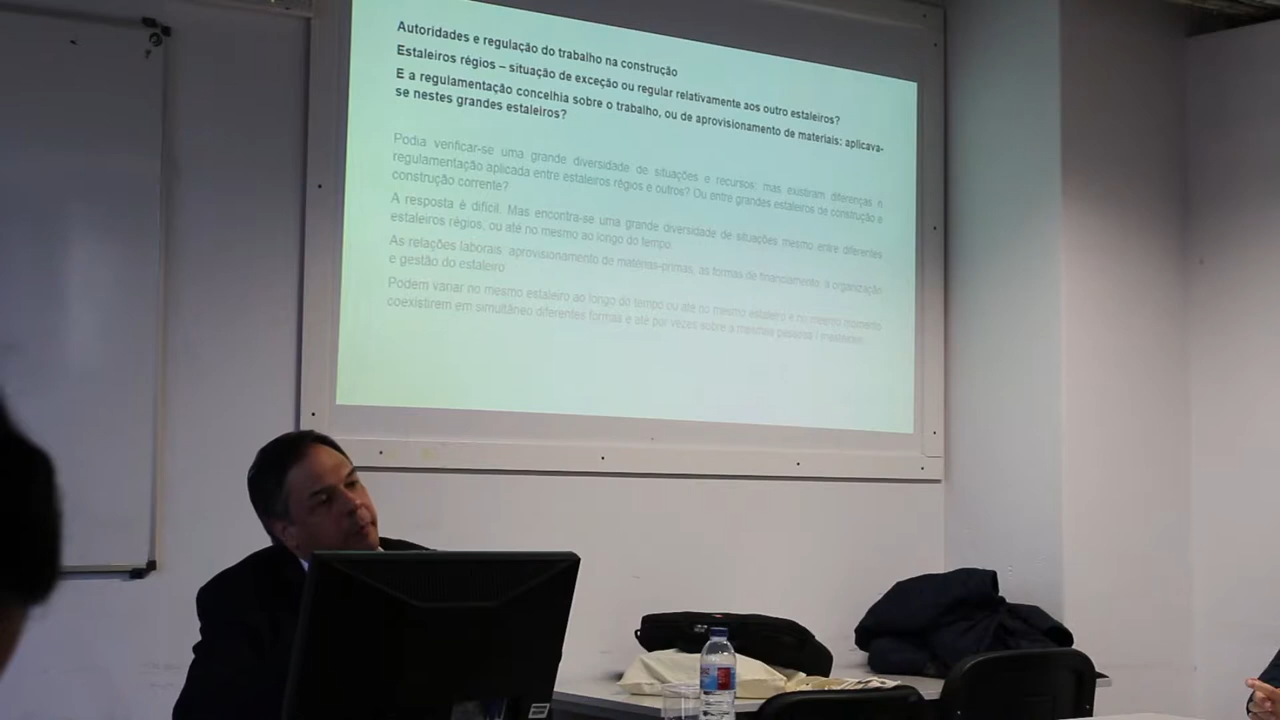 Autoridades e regulação do trabalho na construção
Estaleiros régios – situação de exceção ou regular relativamente aos outro estaleiros?
E a regulamentação concelhia sobre o trabalho, ou de aprovisionamento de materiais: aplicava-
se nestes grandes estaleiros?
Podia verificar-se uma grande diversidade de situações e recursos: mas existiram diferenças n
regulamentação aplicada entre estaleiros régios e outros? Ou entre grandes estaleiros de construção e
construção corrente?
A resposta é difícil. Mas encontra-se uma grande diversidade de situações mesmo entre diferentes
estaleiros régios, ou até no mesmo ao longo do tempo
As relações laborais, aprovisionamento de matérias-primas, as formas de financiamento, a organização
e gestão do estaleiro
Podem variar no mesmo estaleiro ao longo do tempo ou até no mesmo estaleiro e no mesmo momento
coexistirem em simultâneo diferentes formas e até por vezes sobre a mesmas pessoas /